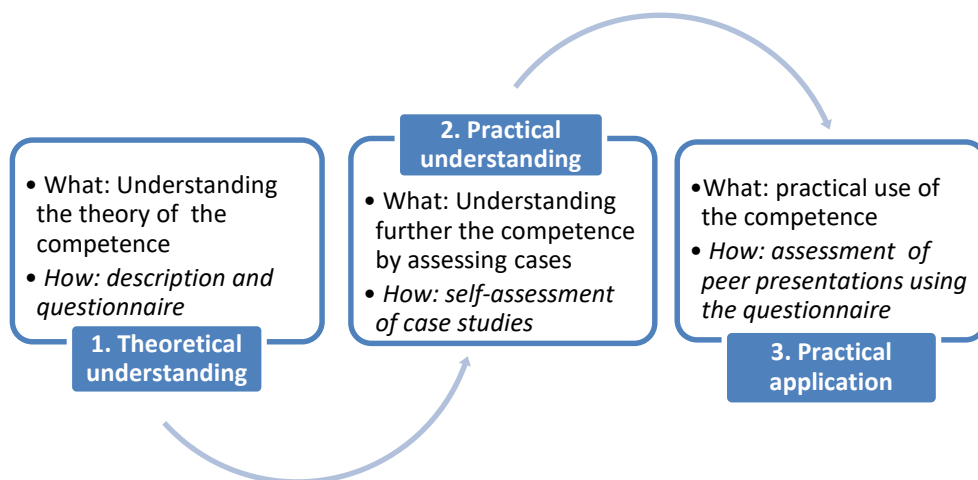 • What: Understanding
the theory of the
competence
• How: description and
questionnaire
1. Theoretical
understanding
2. Practical
understanding
• What: Understanding
further the competence
by assessing cases
• How: self-assessment
of case studies
•What: practical use of
the competence
• How: assessment of
peer presentations using
the questionnaire
3. Practical
application